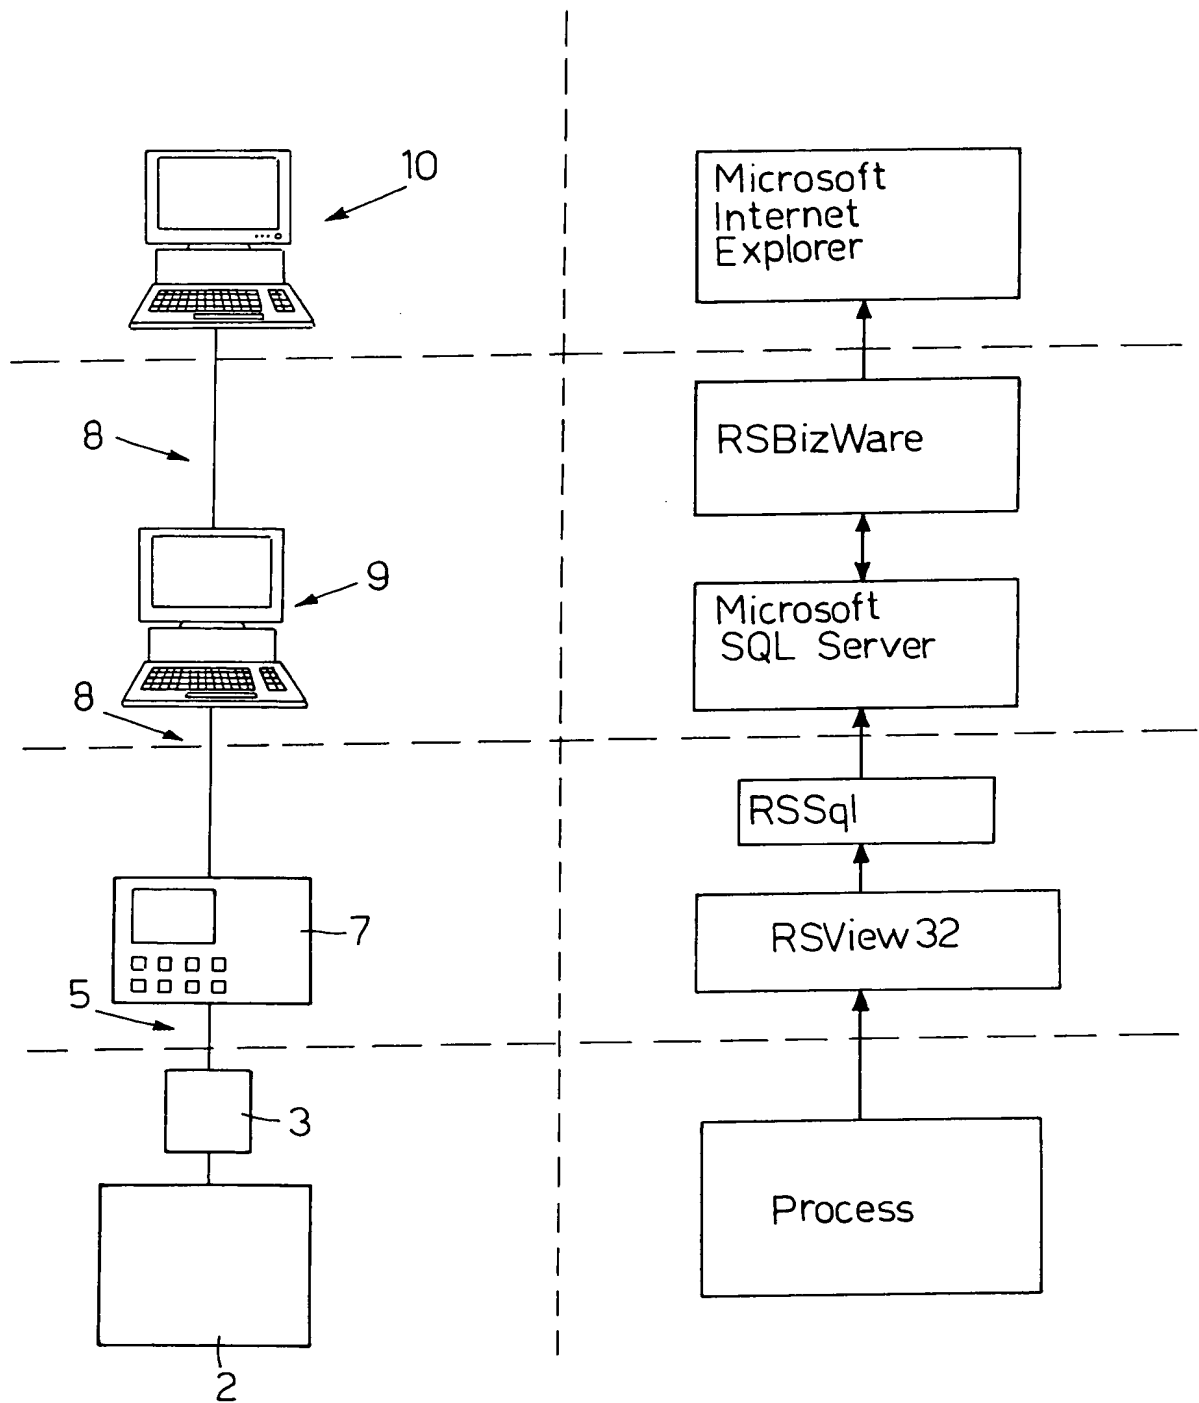 10
Microsoft
Internet
Explorer
8
RSBizWare
9
Microsoft
SQL Server
8
RSSql
7
RSView32
5
3
Process
2